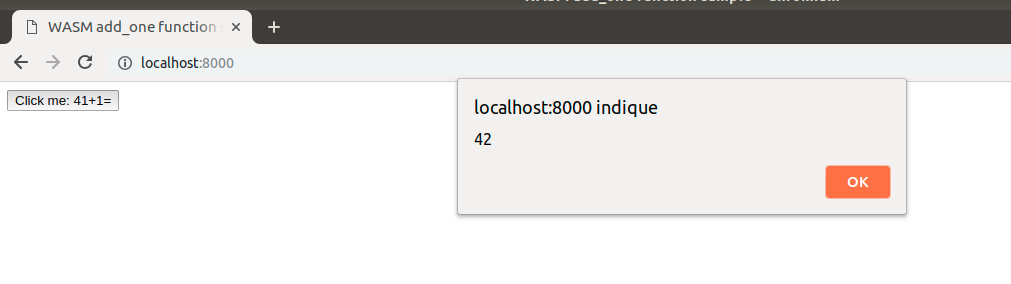 WASM add_one function
localhost:8000
Click me: 41+1=
localhost:8000 indique
42
OK